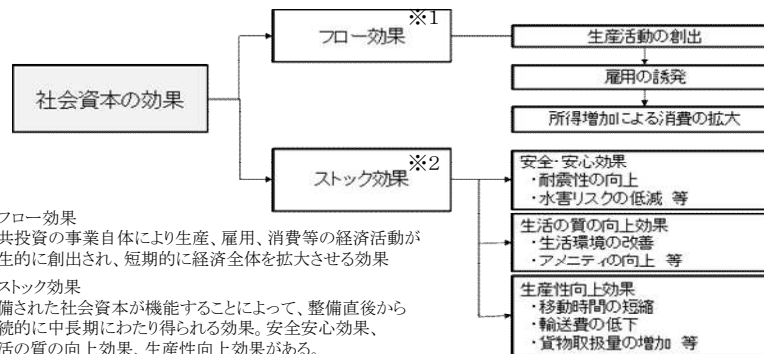 社会資本の効果
フロー効果
※1
生産活動の創出
雇用の誘発
所得増加による消費の拡大
ストック効果
※2
安全・安心効果
・耐震性の向上
・水害リスクの低減 等
生活の質の向上効果
・生活環境の改善
・アメニティの向上 等
生産性向上効果
・移動時間の短縮
・輸送費の低下
・貨物取扱量の増加 等
フロー効果
共投資の事業自体により生産、雇用、消費等の経済活動が
生的に創出され、短期的に経済全体を拡大させる効果
ストック効果
備された社会資本が機能することによって、整備直後から
続的に中長期にわたり得られる効果。安全安心効果、
活の質の向上効果、生産性向上効果がある。